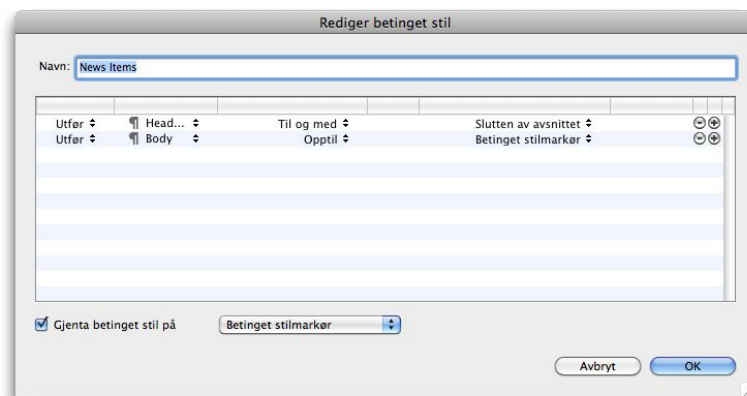 Rediger betinget stil
Navn: News Items
Utfør ¶ Head... Til og med Slutten av avsnittet
Utfør ¶ Body Opptil Betinget stilmarkør
Gjenta betinget stil på Betinget stilmarkør
Avbryt OK